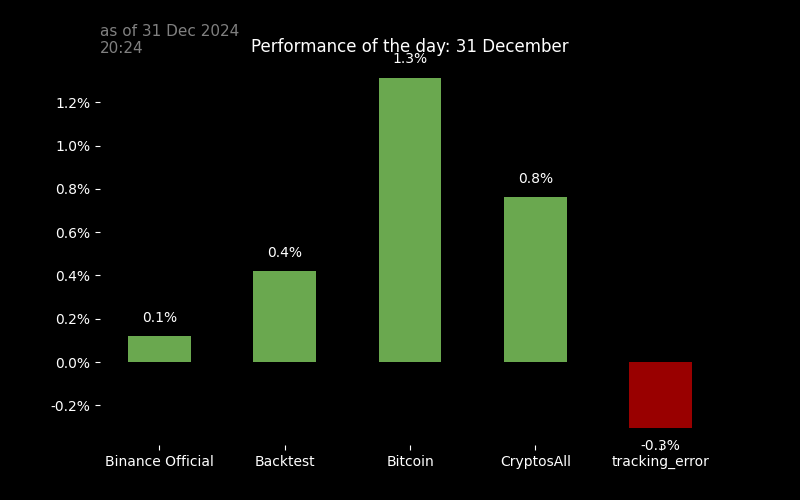 as of 31 Dec 2024
20:24
Performance of the day: 31 December
1.3%
1.2%
1.0%
0.8%
0.8%
0.6%
0.4%
0.4%
0.2%
0.1%
0.0%
-0.2%
-0.3%
Binance Official
Backtest
Bitcoin
CryptosAll
tracking_error